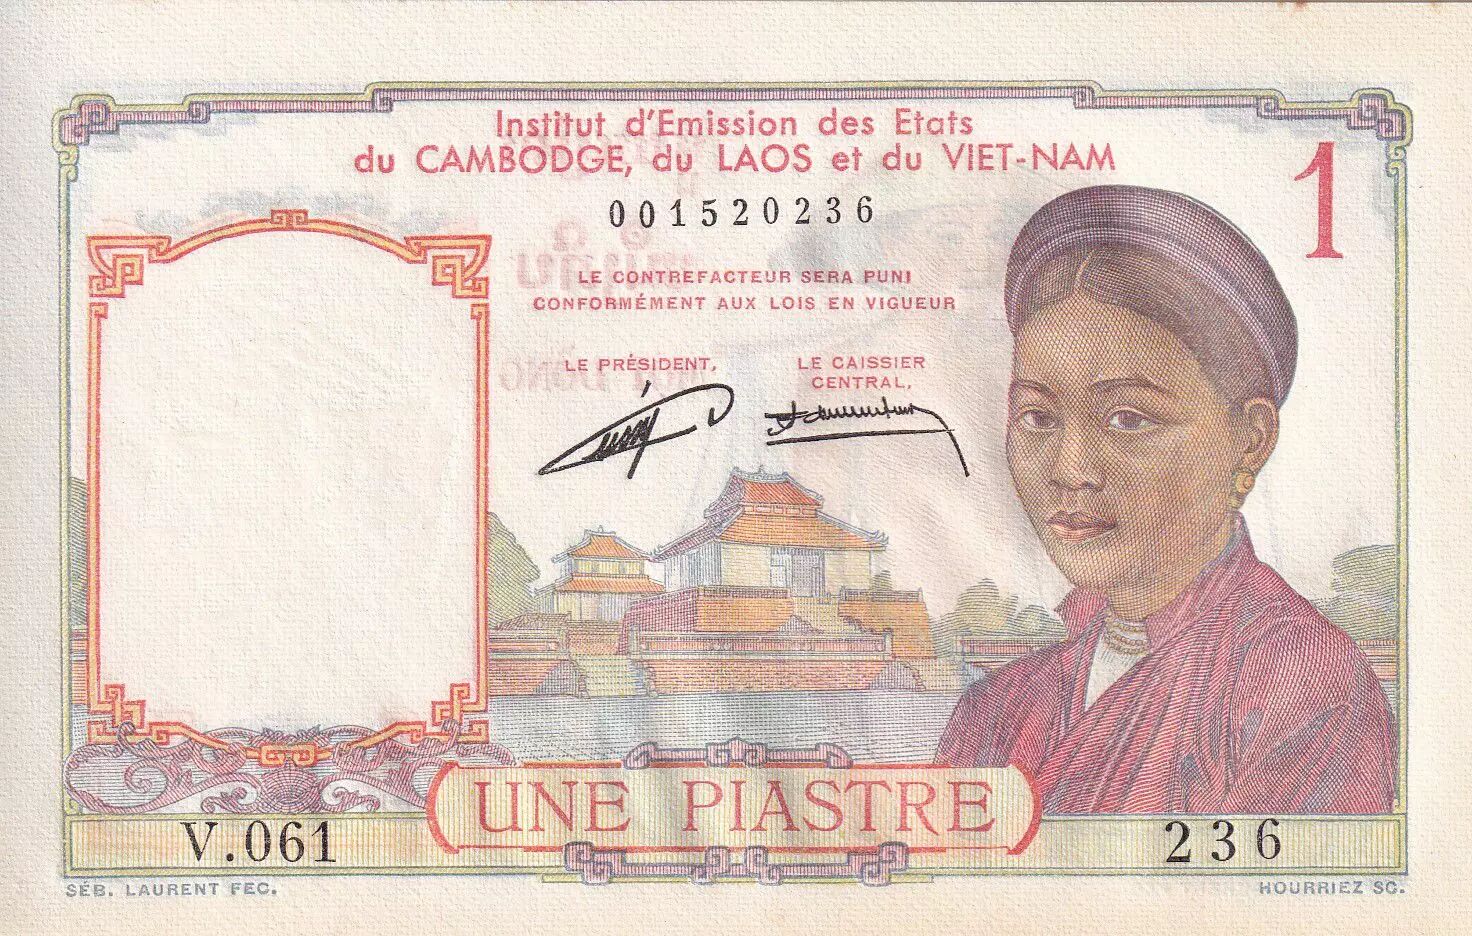 Institut d'Emission des Etats
du CAMBODGE, du LAOS et du VIET-NAM
1
001520236
LE CONTREFACTEUR SERA PUNI
CONFORMÉMENT AUX LOIS EN VIGUEUR
LE PRÉSIDENT,
LE CAISSIER
CENTRAL,
UNE PIASTRE
V.061
236
SÉB. LAURENT FEC.
HOURRIEZ SC.